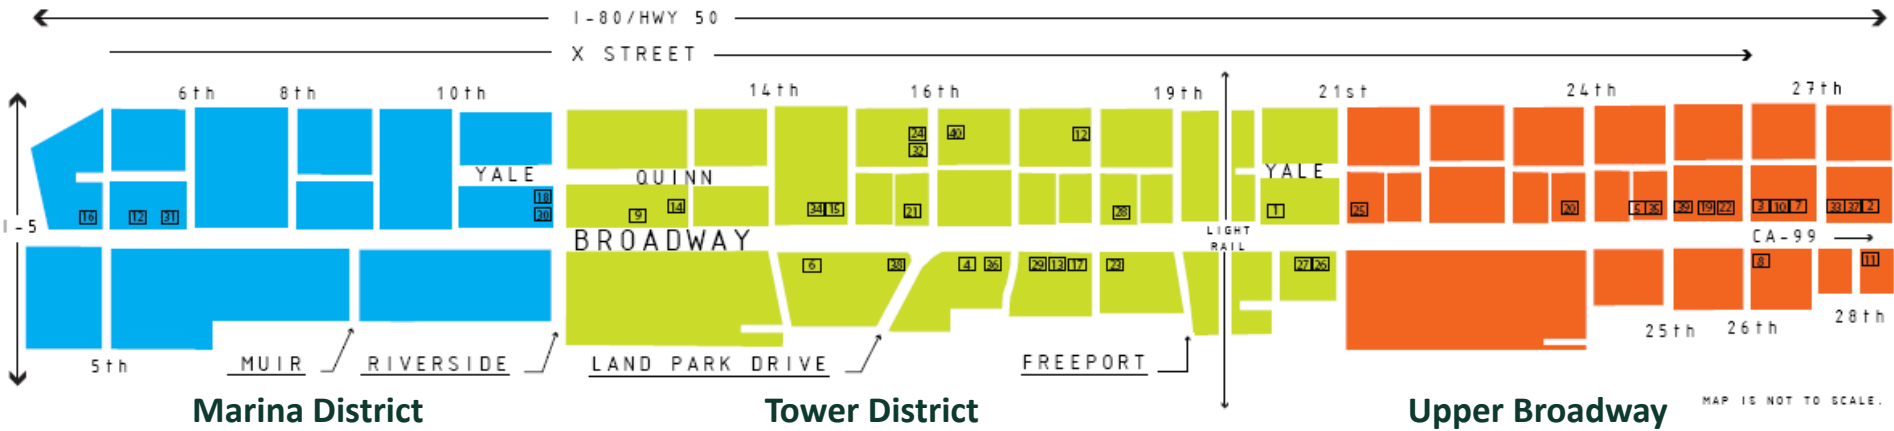 I-80/HWY 50
X STREET
6th 8th 10th 14th 16th 19th 21st 24th 27th
24 40 12
32
YALE QUINN YALE
18
16 12 31 30 9 14 34 15 21 28 1 25 20 5 35 39 19 22 3 10 7 33 37 2
I-5
BROADWAY
LIGHT
RAIL
CA-99
6 38 4 36 29 13 17 23 27 26 8 11
28th
25th 26th
5th MUIR RIVERSIDE LAND PARK DRIVE FREEPORT
Marina District Tower District Upper Broadway
MAP IS NOT TO SCALE.